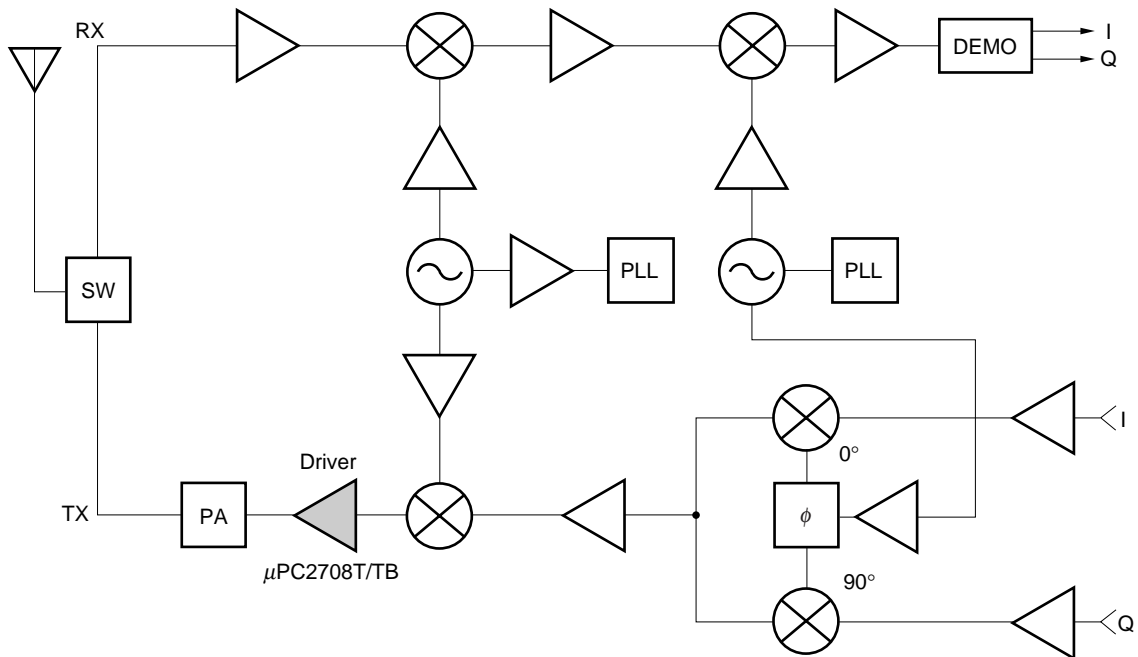 RX
I
DEMO
Q
PLL
PLL
SW
I
0°
Driver
TX
PA
ϕ
μPC2708T/TB
90°
Q